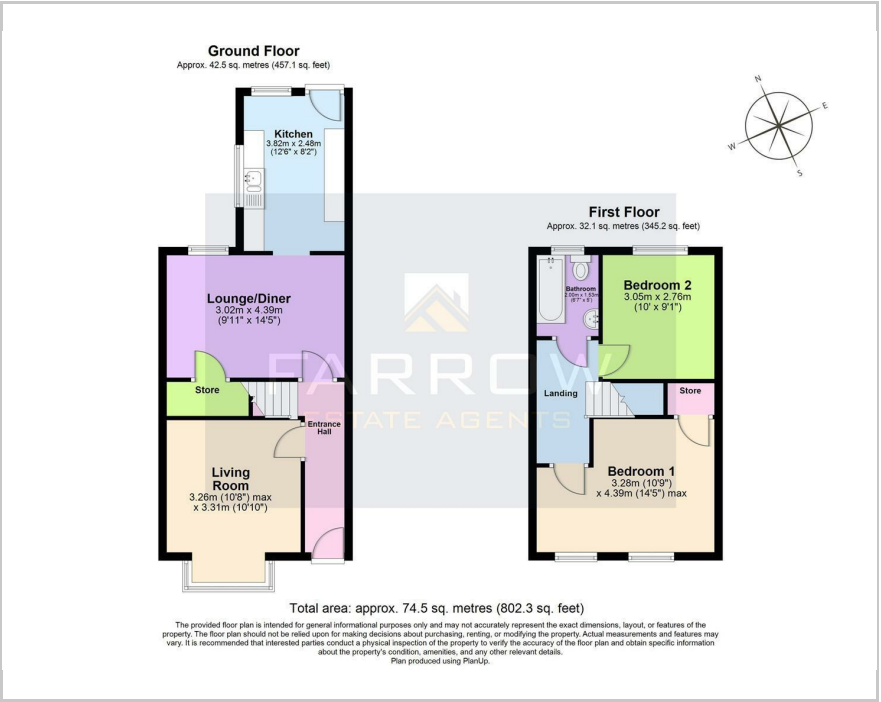 Ground Floor
Approx. 42.5 sq. metres (457.1 sq. feet)
Kitchen
3.82m x 2.48m
(12'6" x 8'2")
Lounge/Diner
3.02m x 4.39m
(9'11" x 14'5")
Store
Entrance
Hall
Living
Room
3.26m (10'8") max
x 3.31m (10'10")
N
E
W
S
First Floor
Approx. 32.1 sq. metres (345.2 sq. feet)
Bathroom
2.00m x 1.53m
(6'7" x 5')
Bedroom 2
3.05m x 2.76m
(10' x 9'1")
Landing
Store
Bedroom 1
3.28m (10'9")
x 4.39m (14'5") max
FARROW
ESTATE AGENTS
Total area: approx. 74.5 sq. metres (802.3 sq. feet)
The provided floor plan is intended for general informational purposes only and may not accurately represent the exact dimensions, layout, or features of the
property. The floor plan should not be relied upon for making decisions about purchasing, renting, or modifying the property. Actual measurements and features may
vary. It is recommended that interested parties conduct a physical inspection of the property to verify the accuracy of the floor plan and obtain specific information
about the property's condition, amenities, and any other relevant details.
Plan produced using PlanUp.